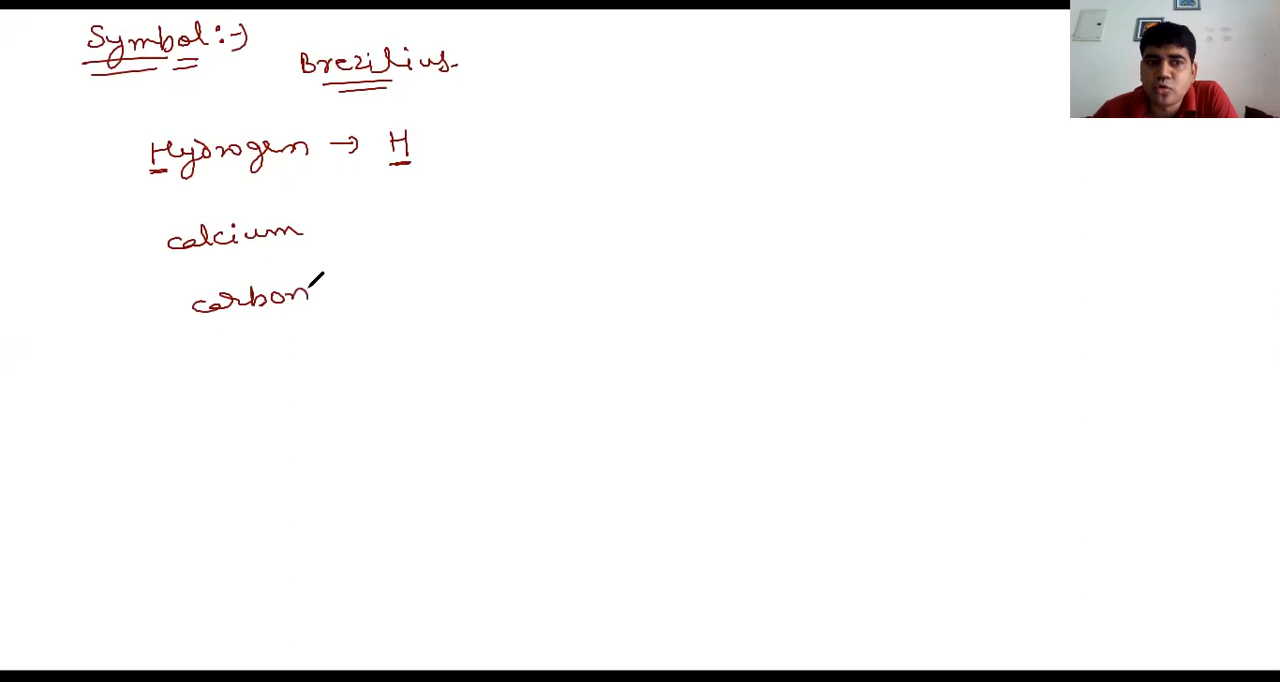 Symbol :-)
Brezilius.
Hydrogen → H
calcium
carbon